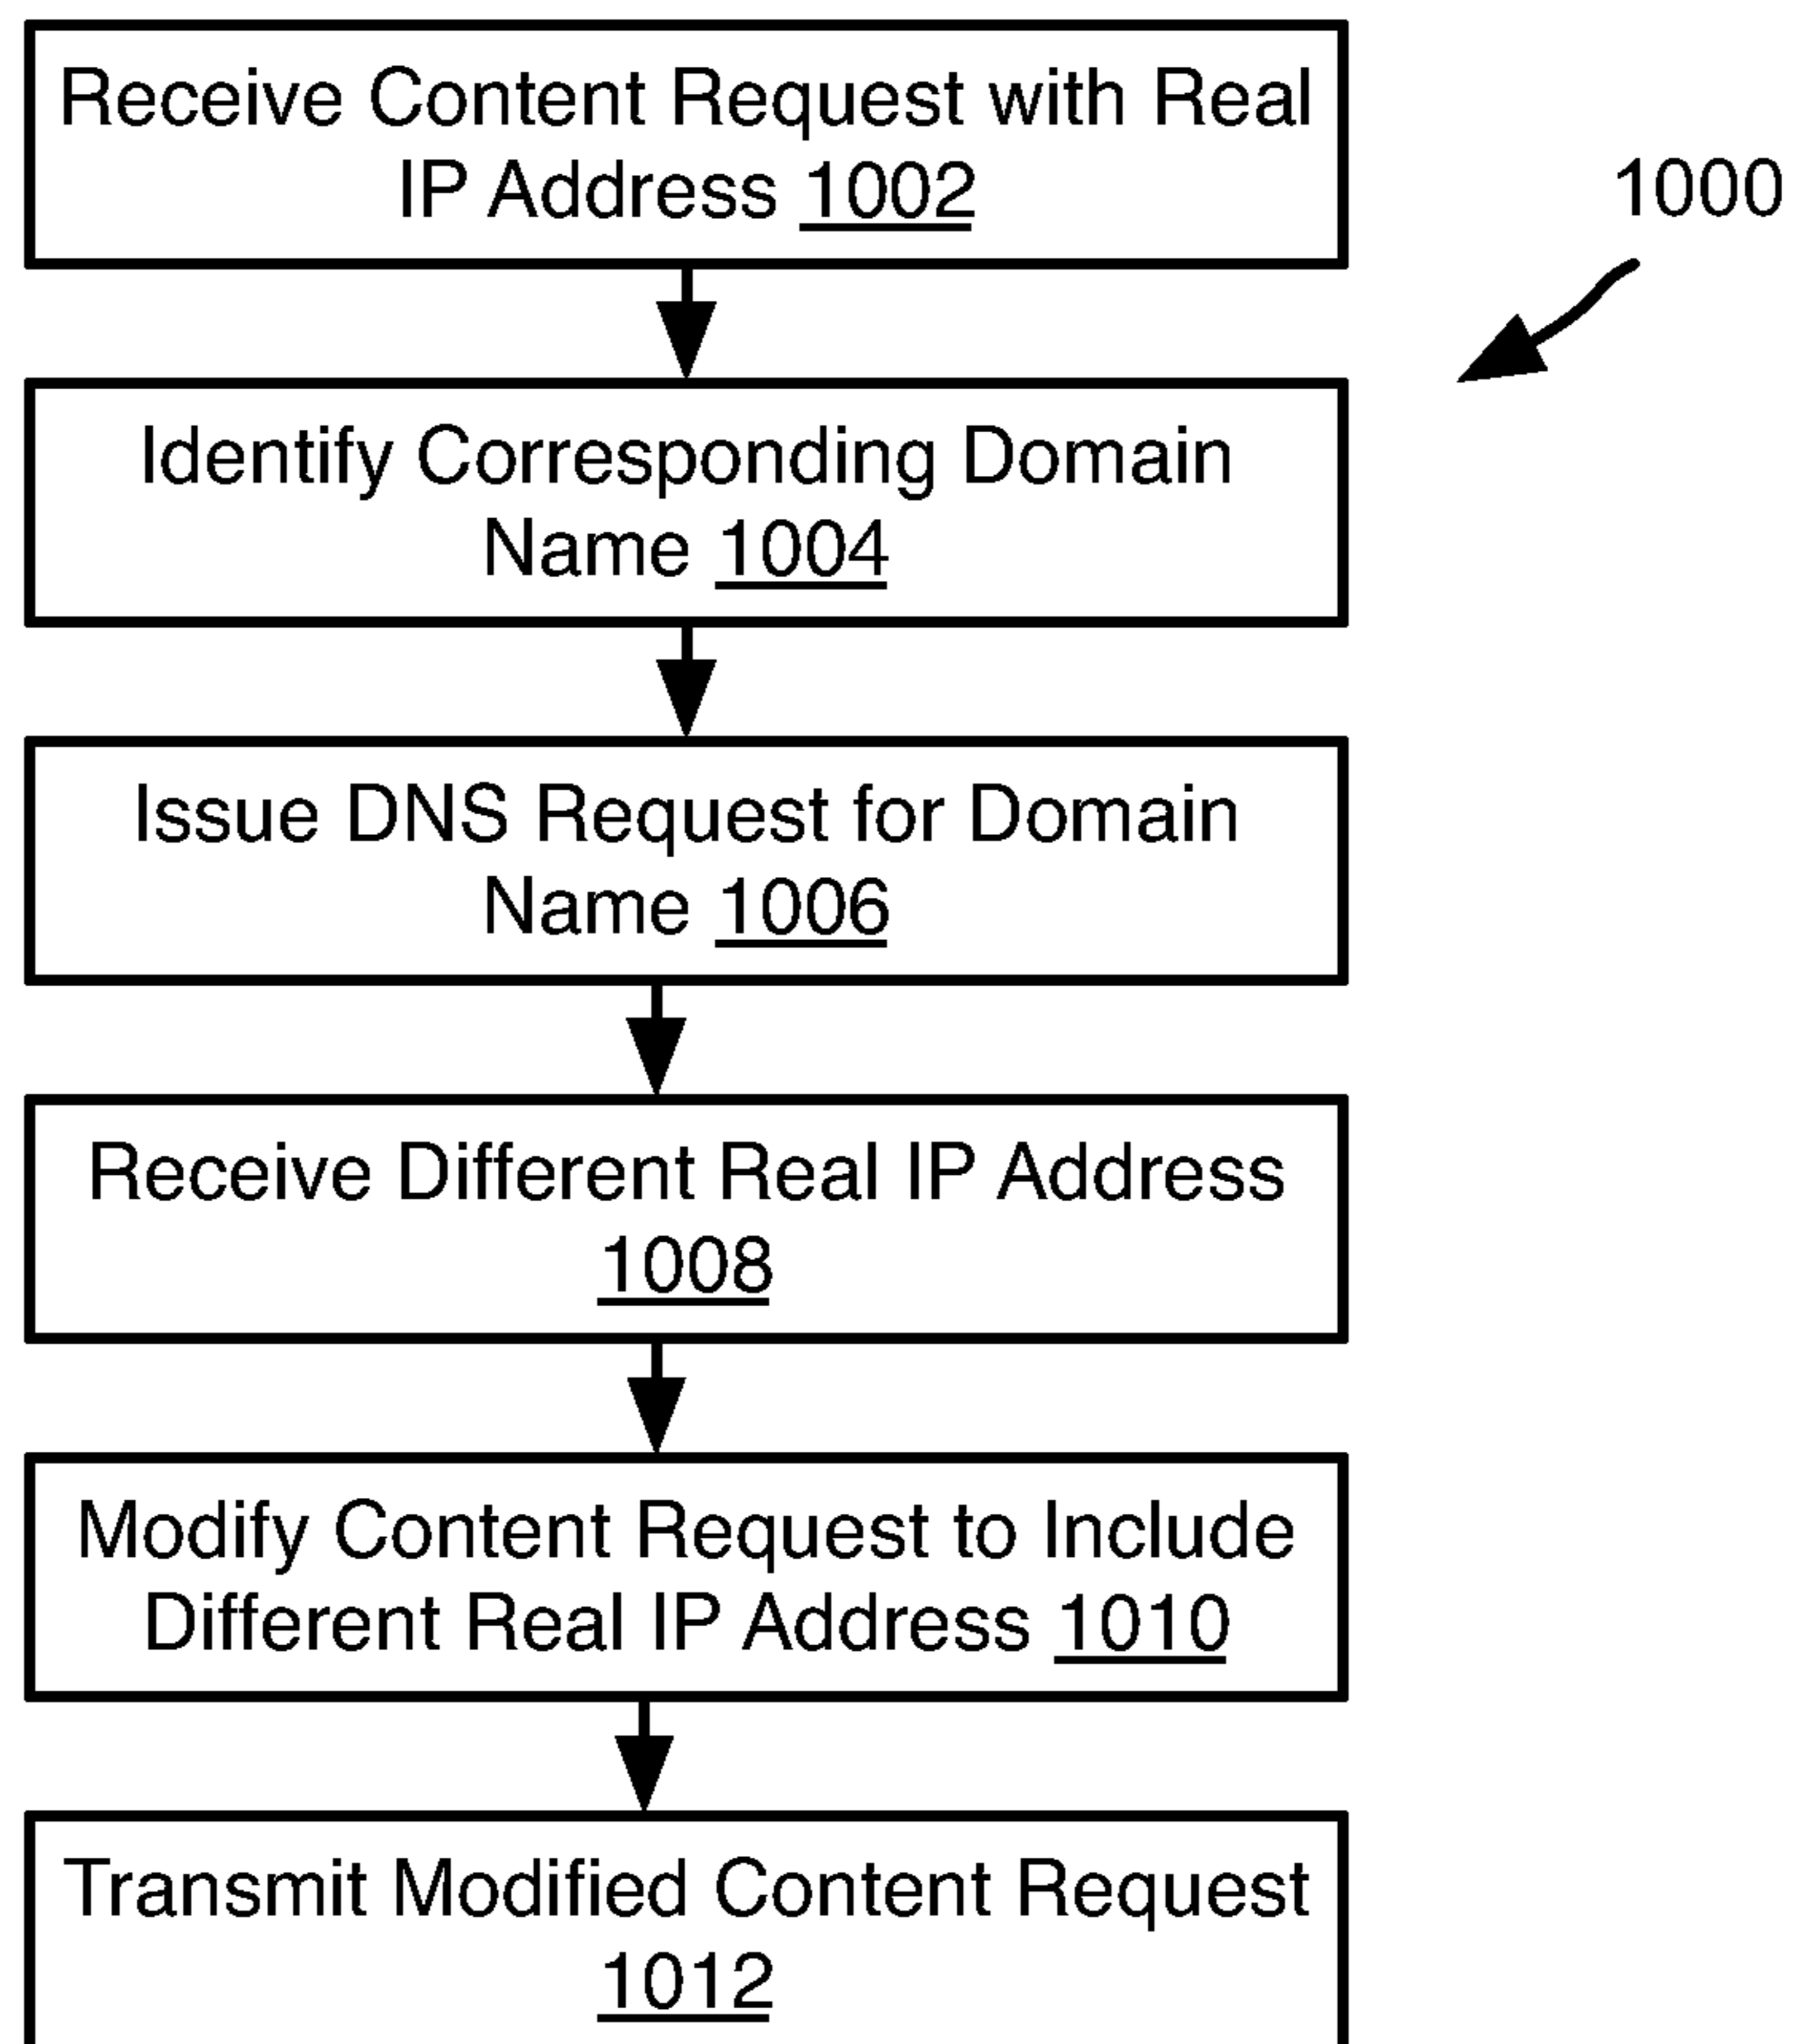 Receive Content Request with Real
IP Address 1002
1000
Identify Corresponding Domain
Name 1004
Issue DNS Request for Domain
Name 1006
Receive Different Real IP Address
1008
Modify Content Request to Include
Different Real IP Address 1010
Transmit Modified Content Request
1012